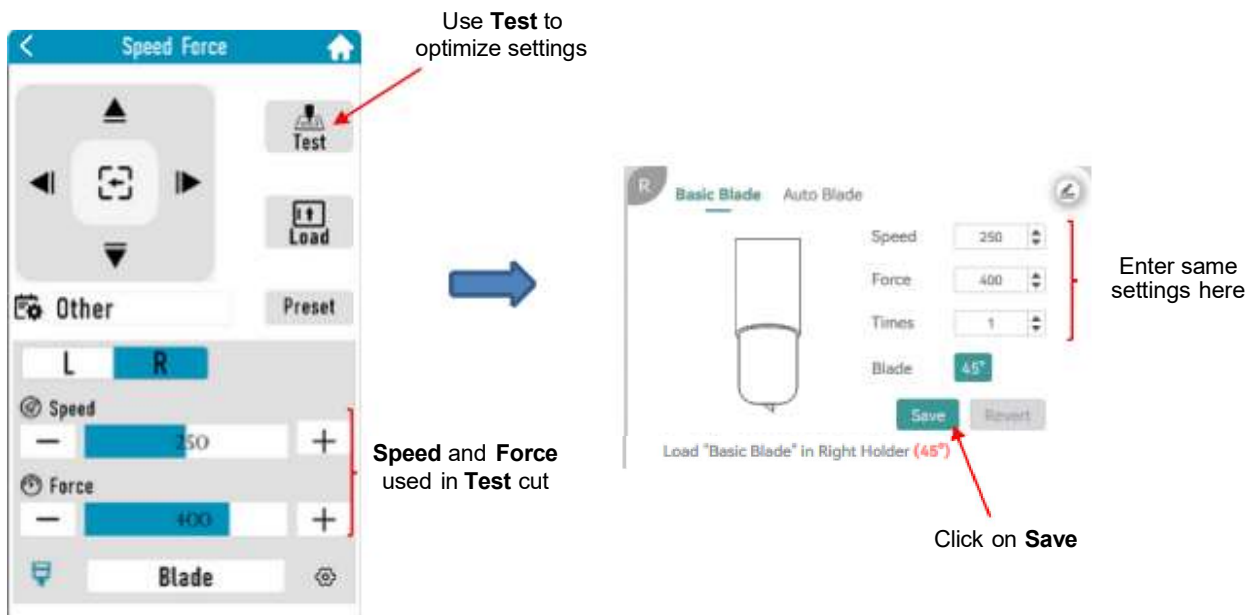 Use Test to
optimize settings
Speed Force
Test
Load
Other
Preset
L R
Speed
250
Force
400
Blade
Speed and Force
used in Test cut
R
Basic Blade Auto Blade
Speed 250
Force 400
Times 1
Blade 45°
Save Revert
Load "Basic Blade" in Right Holder (45°)
Enter same
settings here
Click on Save